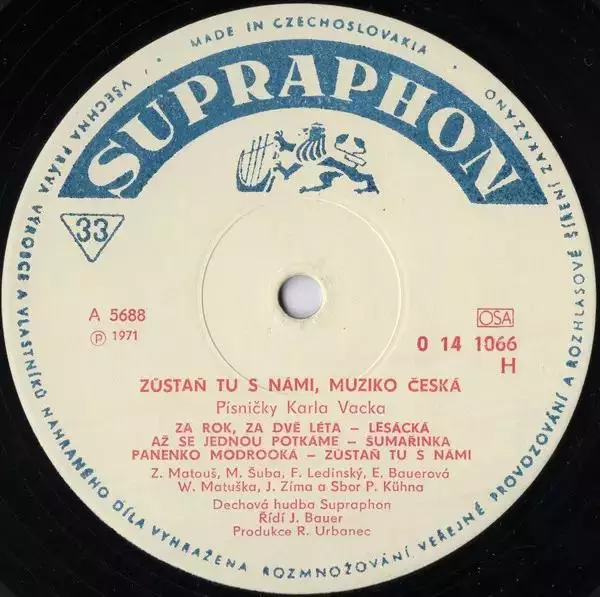 MADE IN CZECHOSLOVAKIA
VŠECHNA PRÁVA VÝROBCE A VLASTNÍKŮ NAHRANÉHO DÍLA VYHRAŽENA ROZMNOŽOVÁNÍ VEŘEJNÉ PROVOZOVÁNÍ A ROZHLASOVÉ ŠÍŘENÍ ZAKÁZÁNO
SUPRAPHON
33
A 5688
℗ 1971
OSA
0 14 1066
H
ZŮSTAŇ TU S NÁMI, MUZIKO ČESKÁ
Písničky Karla Vacka
ZA ROK, ZA DVĚ LÉTA – LESÁCKÁ
AŽ SE JEDNOU POTKÁME – ŠUMAŘINKA
PANENKO MODROOKÁ – ZŮSTAŇ TU S NÁMI
Z. Matouš, M. Šuba, F. Ledinský, E. Bauerová
W. Matuška, J. Zíma a Sbor P. Kühna
Dechová hudba Supraphon
Řídí J. Bauer
Produkce R. Urbanec